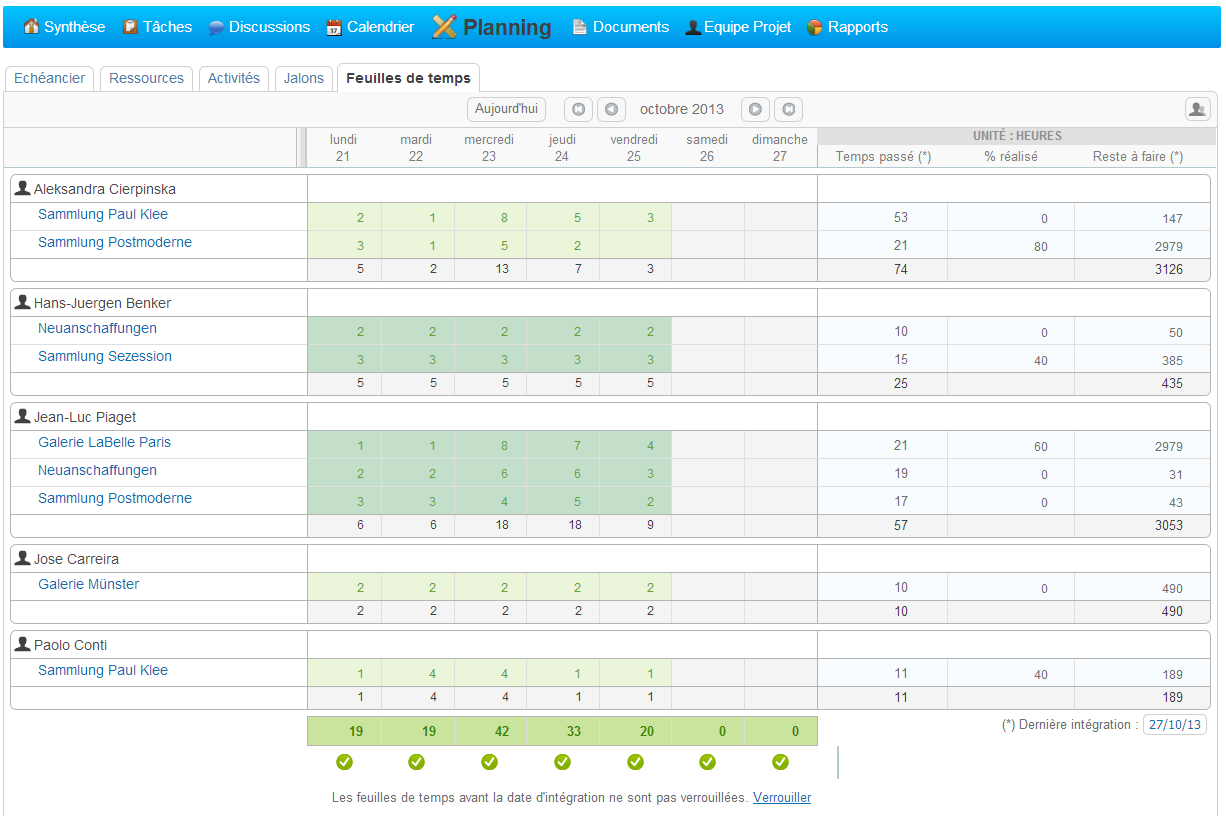 Synthèse Tâches Discussions 17 Calendrier Planning Documents Equipe Projet Rapports
Echéancier Ressources Activités Jalons Feuilles de temps
Aujourd'hui octobre 2013
lundi mardi mercredi jeudi vendredi samedi dimanche UNITÉ : HEURES
21 22 23 24 25 26 27 Temps passé (*) % réalisé Reste à faire (*)
Aleksandra Cierpinska
Sammlung Paul Klee 2 1 8 5 3 53 0 147
Sammlung Postmoderne 3 1 5 2 21 80 2979
5 2 13 7 3 74 3126
Hans-Juergen Benker
Neuanschaffungen 2 2 2 2 2 10 0 50
Sammlung Sezession 3 3 3 3 3 15 40 385
5 5 5 5 5 25 435
Jean-Luc Piaget
Galerie LaBelle Paris 1 1 8 7 4 21 60 2979
Neuanschaffungen 2 2 6 6 3 19 0 31
Sammlung Postmoderne 3 3 4 5 2 17 0 43
6 6 18 18 9 57 3053
Jose Carreira
Galerie Münster 2 2 2 2 2 10 0 490
2 2 2 2 2 10 490
Paolo Conti
Sammlung Paul Klee 1 4 4 1 1 11 40 189
1 4 4 1 1 11 189
19 19 42 33 20 0 0 (*) Dernière intégration : 27/10/13
Les feuilles de temps avant la date d'intégration ne sont pas verrouillées. Verrouiller